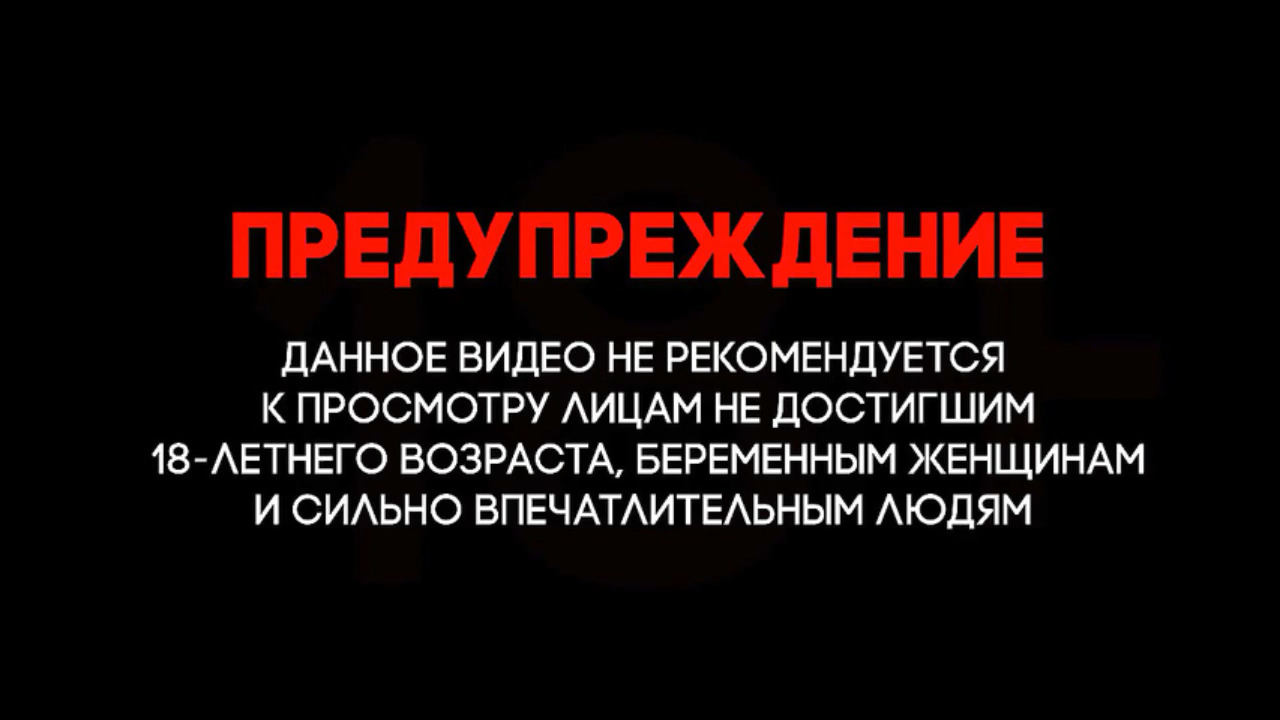 ПРЕДУПРЕЖДЕНИЕ
ДАННОЕ ВИДЕО НЕ РЕКОМЕНДУЕТСЯ
К ПРОСМОТРУ ЛИЦАМ НЕ ДОСТИГШИМ
18-ЛЕТНЕГО ВОЗРАСТА, БЕРЕМЕННЫМ ЖЕНЩИНАМ
И СИЛЬНО ВПЕЧАТЛИТЕЛЬНЫМ ЛЮДЯМ